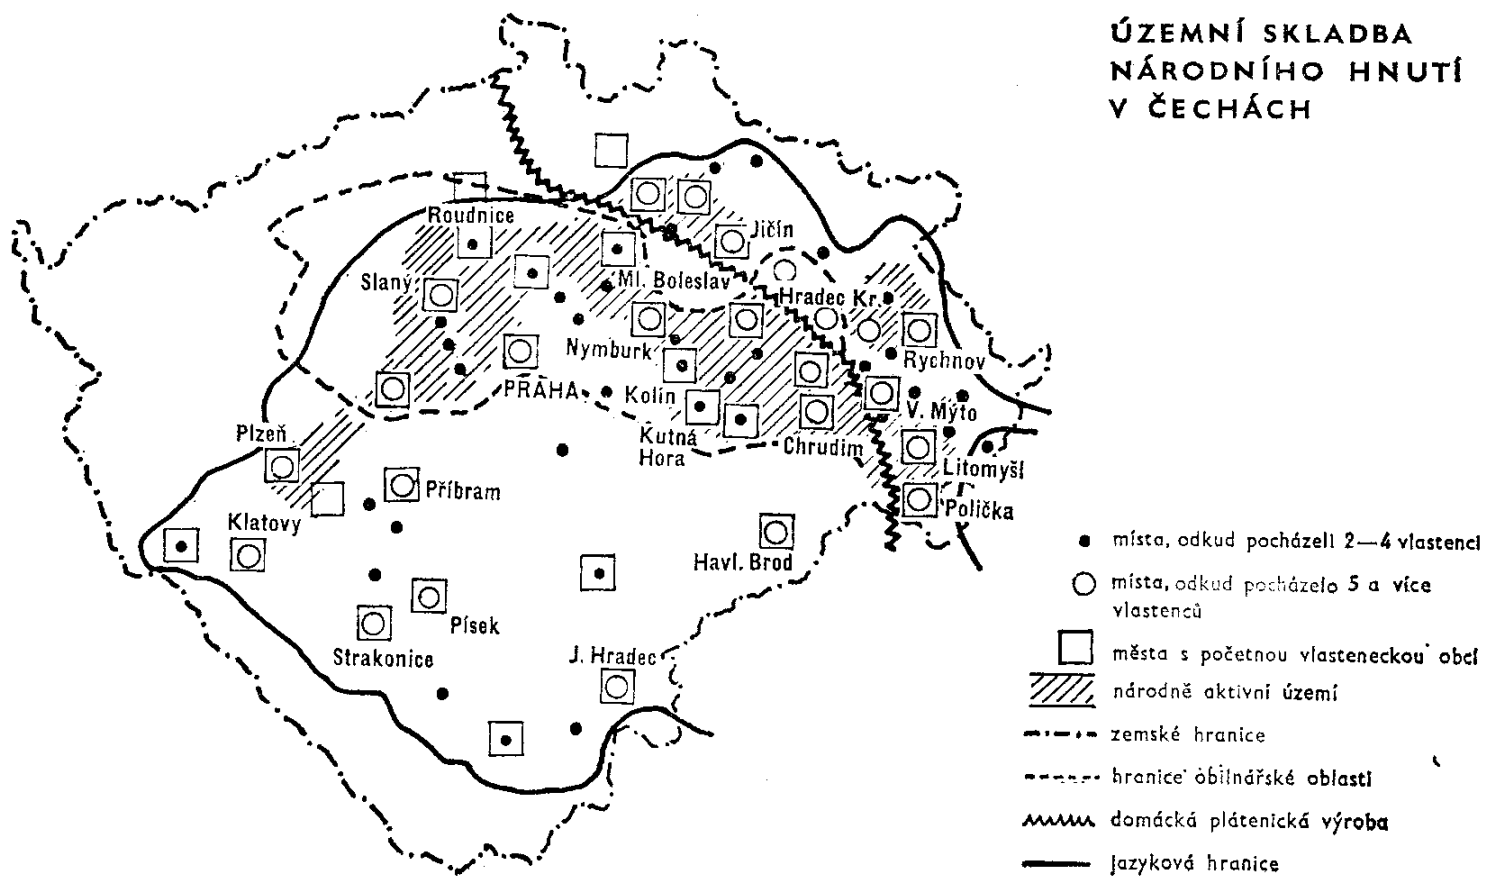 ÚZEMNÍ SKLADBA
NÁRODNÍHO HNUTÍ
V ČECHÁCH
Roudnice
Jičín
Slaný
Ml. Boleslav
Hradec Kr.
Nymburk
Rychnov
PRAHA
Kolín
V. Mýto
Plzeň
Kutná
Hora
Chrudim
Litomyšl
Příbram
Polička
Klatovy
Havl. Brod
Písek
Strakonice
J. Hradec
místa, odkud pocházeli 2—4 vlastenci
místa, odkud pocházelo 5 a více
vlastenců
města s početnou vlasteneckou obcí
národně aktivní území
zemské hranice
hranice obilnářské oblasti
domácká plátenická výroba
jazyková hranice